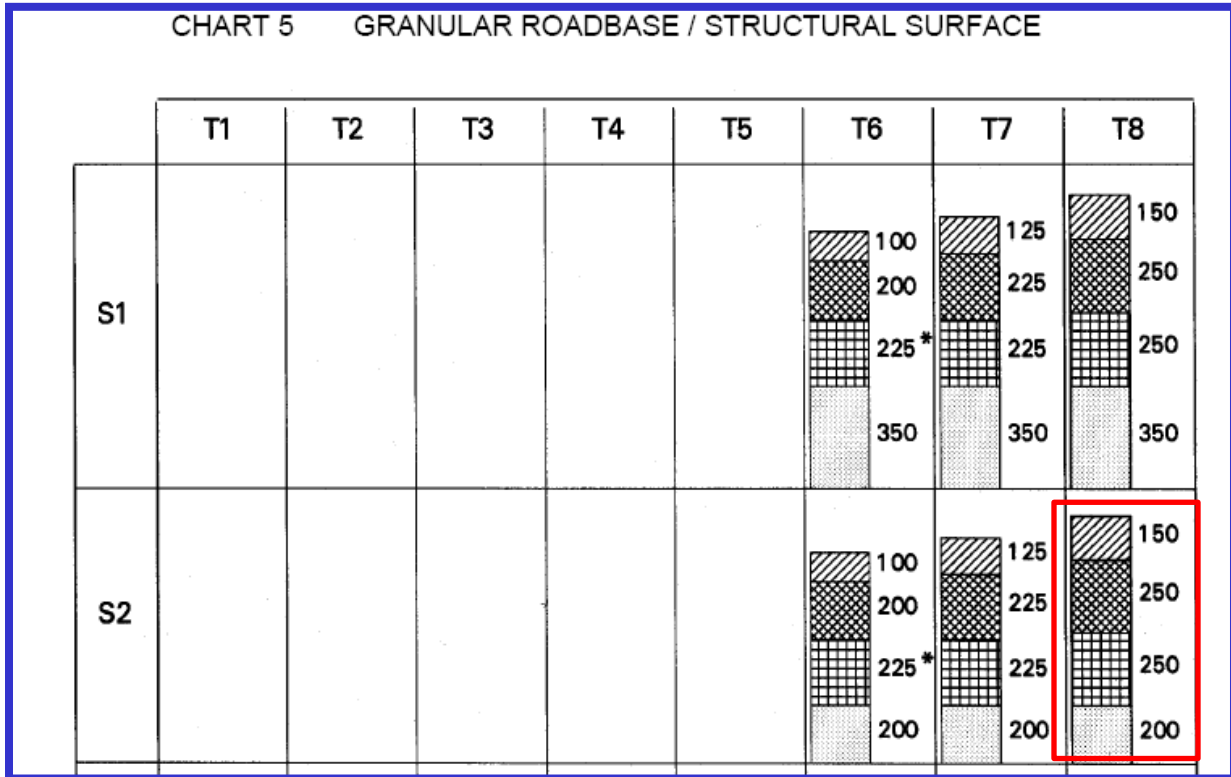 CHART 5 GRANULAR ROADBASE / STRUCTURAL SURFACE
T1 T2 T3 T4 T5 T6 T7 T8
S1
100 125 150
200 225 250
225* 225 250
350 350 350
S2
100 125 150
200 225 250
225* 225 250
200 200 200